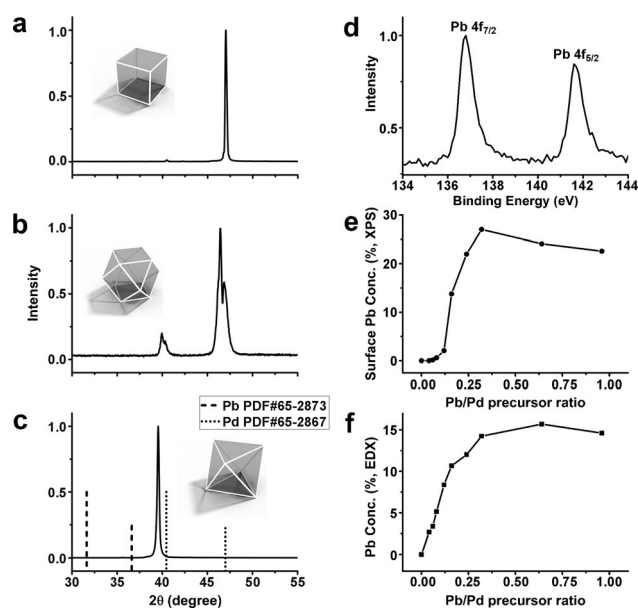 a
1.0
0.5
0.0
b
1.0
0.5
0.0
Intensity
c
Pb PDF#65-2873
Pd PDF#65-2867
1.0
0.5
0.0
30 35 40 45 50 55
2θ (degree)
d
Pb 4f7/2
Pb 4f5/2
1.0
0.5
Intensity
134 136 138 140 142 144
Binding Energy (eV)
e
30
20
10
0
Surface Pb Conc. (%, XPS)
0.00 0.25 0.50 0.75 1.00
Pb/Pd precursor ratio
f
15
10
5
0
Pb Conc. (%, EDX)
0.00 0.25 0.50 0.75 1.00
Pb/Pd precursor ratio